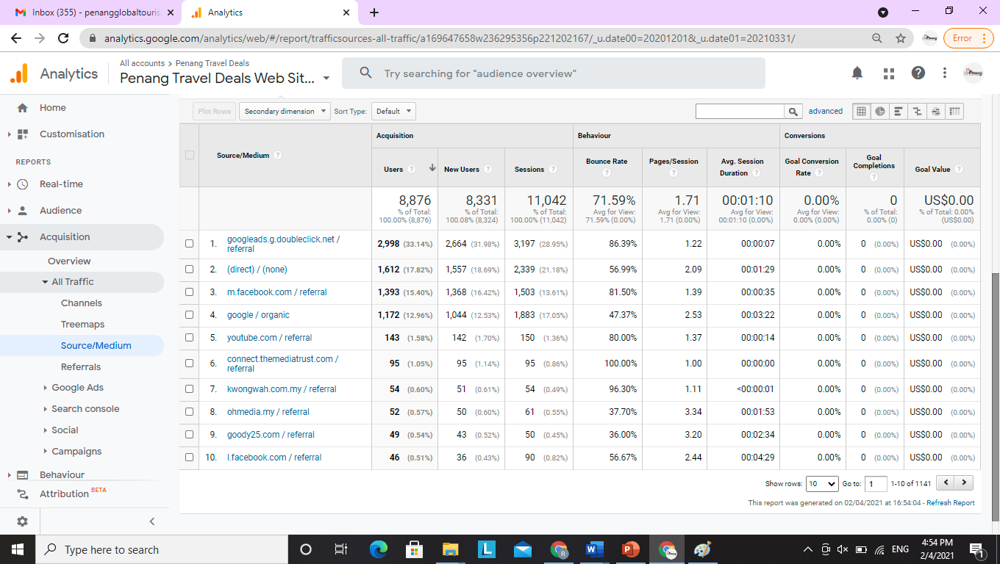 Inbox (355) - penangglobaltouris
Analytics
analytics.google.com/analytics/web/#/report/trafficsources-all-traffic/a169647658w236295356p221202167/_u.date00=20201201&_u.date01=20210331/
Error
Analytics
All accounts > Penang Travel Deals
Penang Travel Deals Web Sit...
Try searching for "audience overview"
Home
Customisation
REPORTS
Real-time
Audience
Acquisition
Overview
All Traffic
Channels
Treemaps
Source/Medium
Referrals
Google Ads
Search console
Social
Campaigns
Behaviour
Attribution BETA
Plot Rows Secondary dimension Sort Type: Default advanced
Acquisition Behaviour Conversions
Source/Medium Users New Users Sessions Bounce Rate Pages/Session Avg. Session Duration Goal Conversion Rate Goal Completions Goal Value
8,876 8,331 11,042 71.59% 1.71 00:01:10 0.00% 0 US$0.00
% of Total: % of Total: % of Total: Avg for View: Avg for View: Avg for View: Avg for View: % of Total: % of Total: 0.00%
100.00% (8,876) 100.08% (8,324) 100.00% (11,042) 71.59% (0.00%) 1.71 (0.00%) 00:01:10 (0.00%) 0.00% (0.00%) 0.00% (0) (US$0.00)
1. googleads.g.doubleclick.net / referral 2,998 (33.14%) 2,664 (31.98%) 3,197 (28.95%) 86.39% 1.22 00:00:07 0.00% 0 (0.00%) US$0.00 (0.00%)
2. (direct) / (none) 1,612 (17.82%) 1,557 (18.69%) 2,339 (21.18%) 56.99% 2.09 00:01:29 0.00% 0 (0.00%) US$0.00 (0.00%)
3. m.facebook.com / referral 1,393 (15.40%) 1,368 (16.42%) 1,503 (13.61%) 81.50% 1.39 00:00:35 0.00% 0 (0.00%) US$0.00 (0.00%)
4. google / organic 1,172 (12.96%) 1,044 (12.53%) 1,883 (17.05%) 47.37% 2.53 00:03:22 0.00% 0 (0.00%) US$0.00 (0.00%)
5. youtube.com / referral 143 (1.58%) 142 (1.70%) 150 (1.36%) 80.00% 1.37 00:00:14 0.00% 0 (0.00%) US$0.00 (0.00%)
6. connect.themediatrust.com / referral 95 (1.05%) 95 (1.14%) 95 (0.86%) 100.00% 1.00 00:00:00 0.00% 0 (0.00%) US$0.00 (0.00%)
7. kwongwah.com.my / referral 54 (0.60%) 51 (0.61%) 54 (0.49%) 96.30% 1.11 <00:00:01 0.00% 0 (0.00%) US$0.00 (0.00%)
8. ohmedia.my / referral 52 (0.57%) 50 (0.60%) 61 (0.55%) 37.70% 3.34 00:01:53 0.00% 0 (0.00%) US$0.00 (0.00%)
9. goody25.com / referral 49 (0.54%) 43 (0.52%) 50 (0.45%) 36.00% 3.20 00:02:34 0.00% 0 (0.00%) US$0.00 (0.00%)
10. l.facebook.com / referral 46 (0.51%) 36 (0.43%) 90 (0.82%) 56.67% 2.44 00:04:29 0.00% 0 (0.00%) US$0.00 (0.00%)
Show rows: 10 Go to: 1 1-10 of 1141
This report was generated on 02/04/2021 at 16:54:04 - Refresh Report
Type here to search
ENG
4:54 PM
2/4/2021
1